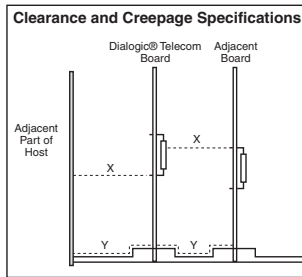 Clearance and Creepage Specifications
Dialogic® Telecom
Board
Adjacent
Board
Adjacent
Part of
Host
X
X
Y
Y